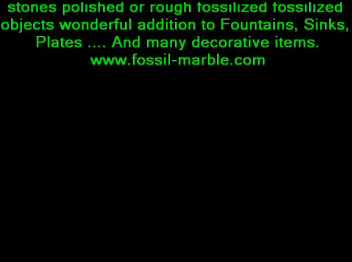 stones polished or rough fossilized fossilized
objects wonderful addition to Fountains, Sinks,
Plates .... And many decorative items.
www.fossil-marble.com